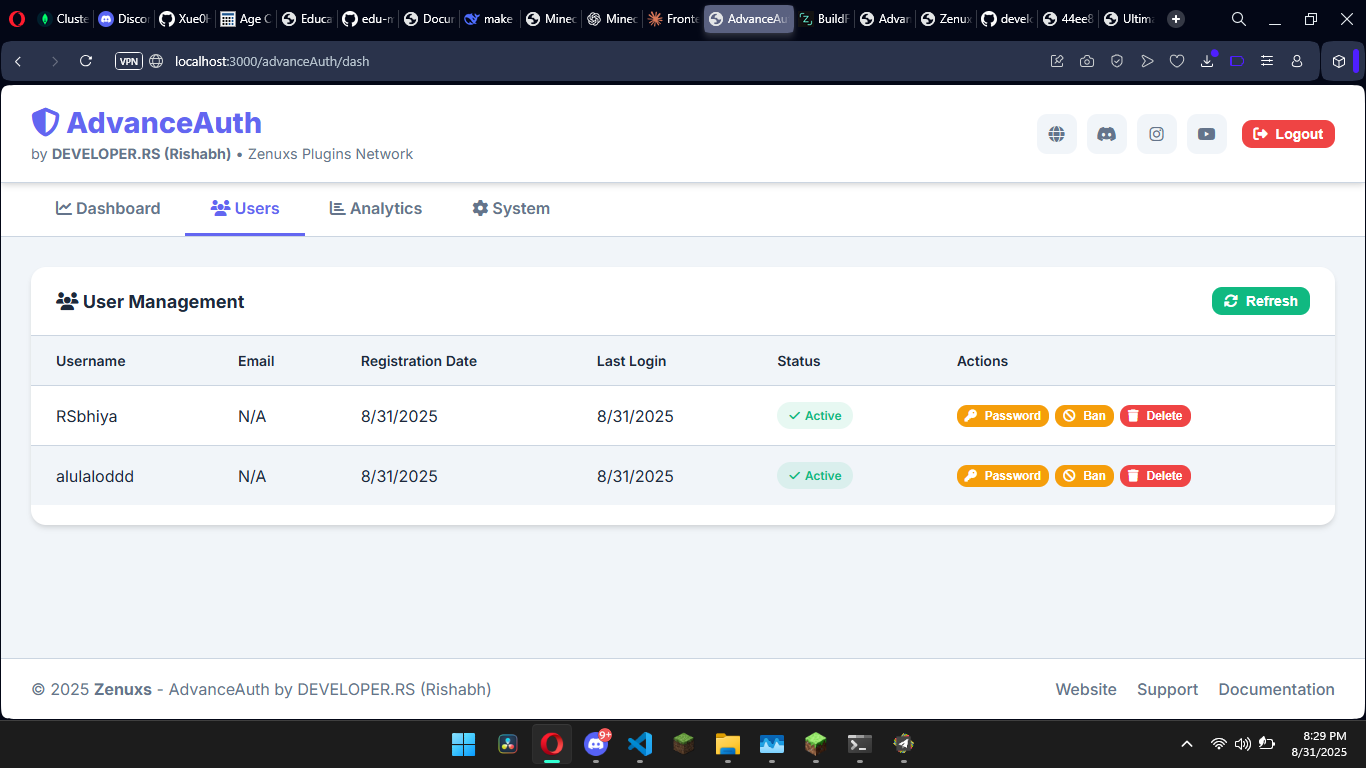 Cluste
Discor
Xue0F
Age C
Educa
edu-n
Docur
make
Minec
Minec
Fronte
AdvanceAu
BuildF
Advan
Zenux
develo
44ee8
Ultima
VPN
localhost:3000/advanceAuth/dash
AdvanceAuth
by DEVELOPER.RS (Rishabh) • Zenuxs Plugins Network
Logout
Dashboard
Users
Analytics
System
User Management
Refresh
Username Email Registration Date Last Login Status Actions
RSbhiya N/A 8/31/2025 8/31/2025 Active Password Ban Delete
alulaloddd N/A 8/31/2025 8/31/2025 Active Password Ban Delete
© 2025 Zenuxs - AdvanceAuth by DEVELOPER.RS (Rishabh)
Website Support Documentation
9+
8:29 PM
8/31/2025